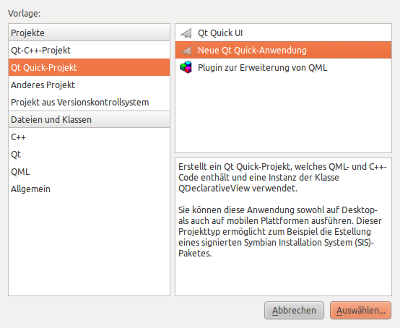 Vorlage:
Projekte
Qt-C++-Projekt
Qt Quick-Projekt
Anderes Projekt
Projekt aus Versionskontrollsystem
Dateien und Klassen
C++
Qt
QML
Allgemein
Qt Quick UI
Neue Qt Quick-Anwendung
Plugin zur Erweiterung von QML
Erstellt ein Qt Quick-Projekt, welches QML- und C++-
Code enthält und eine Instanz der Klasse
QDeclarativeView verwendet.
Sie können diese Anwendung sowohl auf Desktop-
als auch auf mobilen Plattformen ausführen. Dieser
Projekttyp ermöglicht zum Beispiel die Estellung
eines signierten Symbian Installation System (SIS)-
Paketes.
Abbrechen
Auswählen...